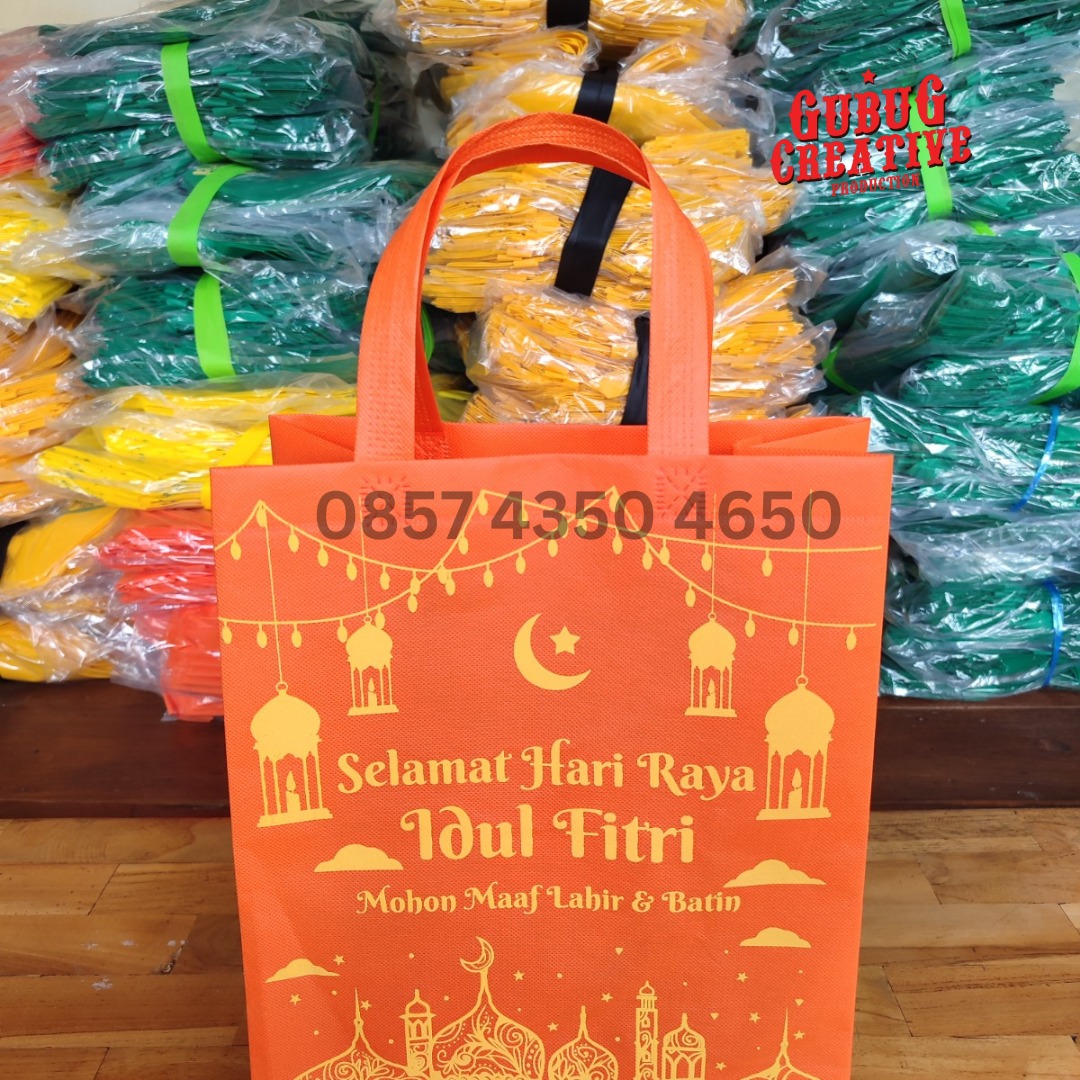 GUBUG
CREATIVE
PRODUCTION
0857 4350 4650
Selamat Hari Raya
Idul Fitri
Mohon Maaf Lahir & Batin